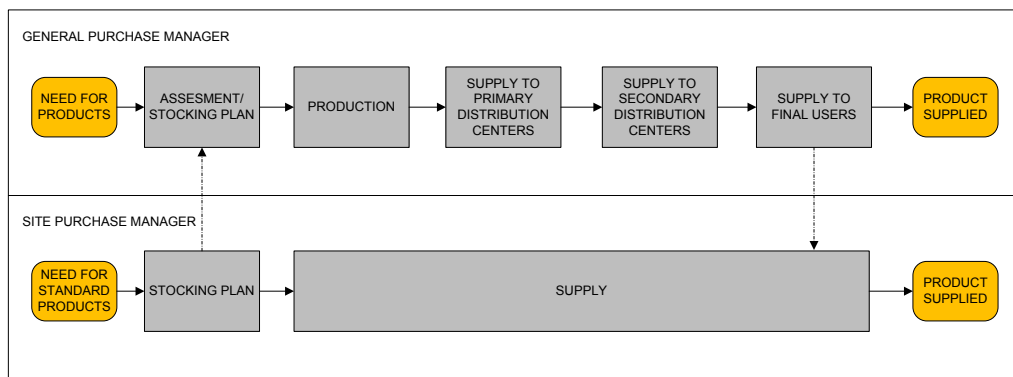 GENERAL PURCHASE MANAGER
NEED FOR
PRODUCTS
ASSESMENT/
STOCKING PLAN
PRODUCTION
SUPPLY TO
PRIMARY
DISTRIBUTION
CENTERS
SUPPLY TO
SECONDARY
DISTRIBUTION
CENTERS
SUPPLY TO
FINAL USERS
PRODUCT
SUPPLIED
SITE PURCHASE MANAGER
NEED FOR
STANDARD
PRODUCTS
STOCKING PLAN
SUPPLY
PRODUCT
SUPPLIED